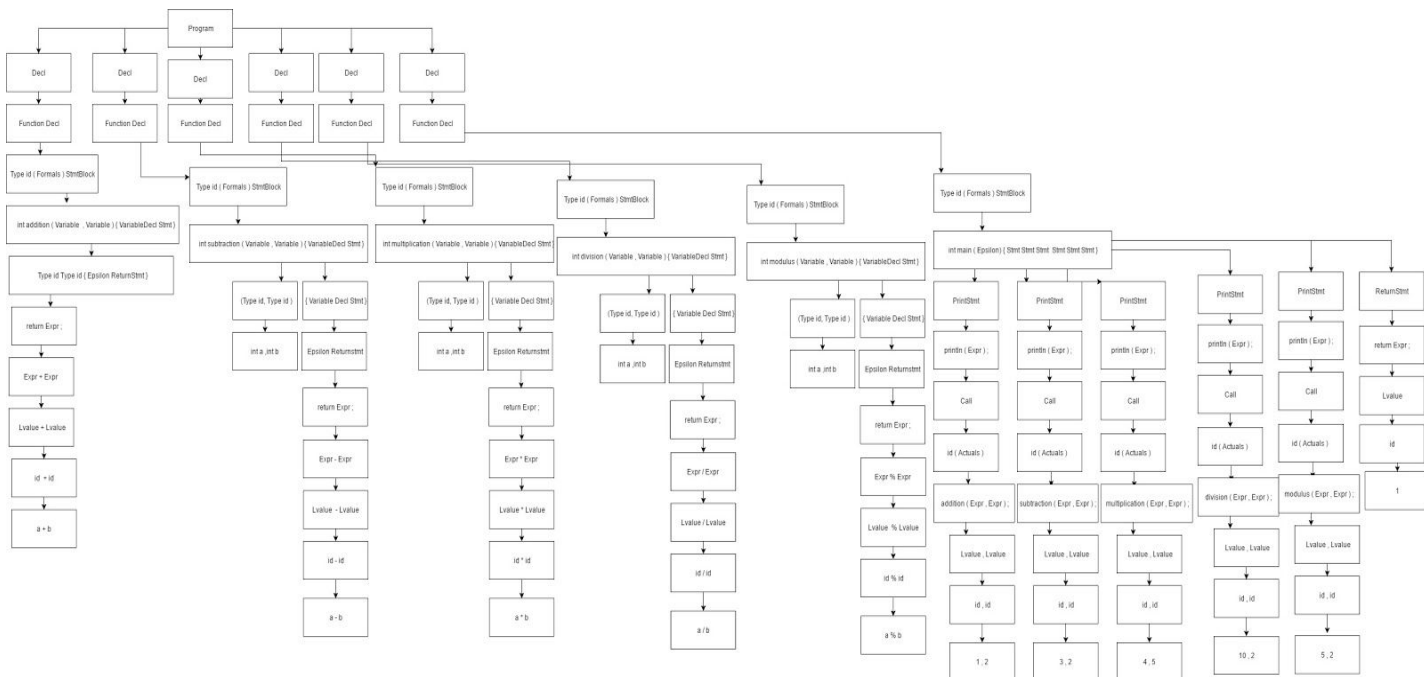 Program
Decl
Decl
Decl
Decl
Decl
Decl
Function Decl
Function Decl
Function Decl
Function Decl
Function Decl
Function Decl
Type id ( Formals ) StmtBlock
int addition ( Variable , Variable ) { VariableDecl Stmt }
Type id Type id { Epsilon ReturnStmt }
return Expr ;
Expr + Expr
Lvalue + Lvalue
id + id
a + b
Type id ( Formals ) StmtBlock
int subtraction ( Variable , Variable ) { VariableDecl Stmt }
(Type id, Type id )
{ Variable Decl Stmt }
int a ,int b
Epsilon Returnstmt
return Expr ;
Expr - Expr
Lvalue - Lvalue
id - id
a - b
Type id ( Formals ) StmtBlock
int multiplication ( Variable , Variable ) { VariableDecl Stmt }
(Type id, Type id )
{ Variable Decl Stmt }
int a ,int b
Epsilon Returnstmt
return Expr ;
Expr * Expr
Lvalue * Lvalue
id * id
a * b
Type id ( Formals ) StmtBlock
int division ( Variable , Variable ) { VariableDecl Stmt }
(Type id, Type id )
{ Variable Decl Stmt }
int a ,int b
Epsilon Returnstmt
return Expr ;
Expr / Expr
Lvalue / Lvalue
id / id
a / b
Type id ( Formals ) StmtBlock
int modulus ( Variable , Variable ) { VariableDecl Stmt }
(Type id, Type id )
{ Variable Decl Stmt }
int a ,int b
Epsilon Returnstmt
return Expr ;
Expr % Expr
Lvalue % Lvalue
id % id
a % b
Type id ( Formals ) StmtBlock
int main ( Epsilon) { Stmt Stmt Stmt Stmt Stmt Stmt }
PrintStmt
println ( Expr ) ;
Call
id ( Actuals )
addition ( Expr , Expr ) ;
Lvalue , Lvalue
id , id
1 , 2
PrintStmt
println ( Expr ) ;
Call
id ( Actuals )
subtraction ( Expr , Expr ) ;
Lvalue , Lvalue
id , id
3 , 2
PrintStmt
println ( Expr ) ;
Call
id ( Actuals )
multiplication ( Expr , Expr ) ;
Lvalue , Lvalue
id , id
4 , 5
PrintStmt
println ( Expr ) ;
Call
id ( Actuals )
division ( Expr , Expr ) ;
Lvalue , Lvalue
id , id
10 , 2
PrintStmt
println ( Expr ) ;
Call
id ( Actuals )
modulus ( Expr , Expr ) ;
Lvalue , Lvalue
id , id
5 , 2
ReturnStmt
return Expr ;
Lvalue
id
1